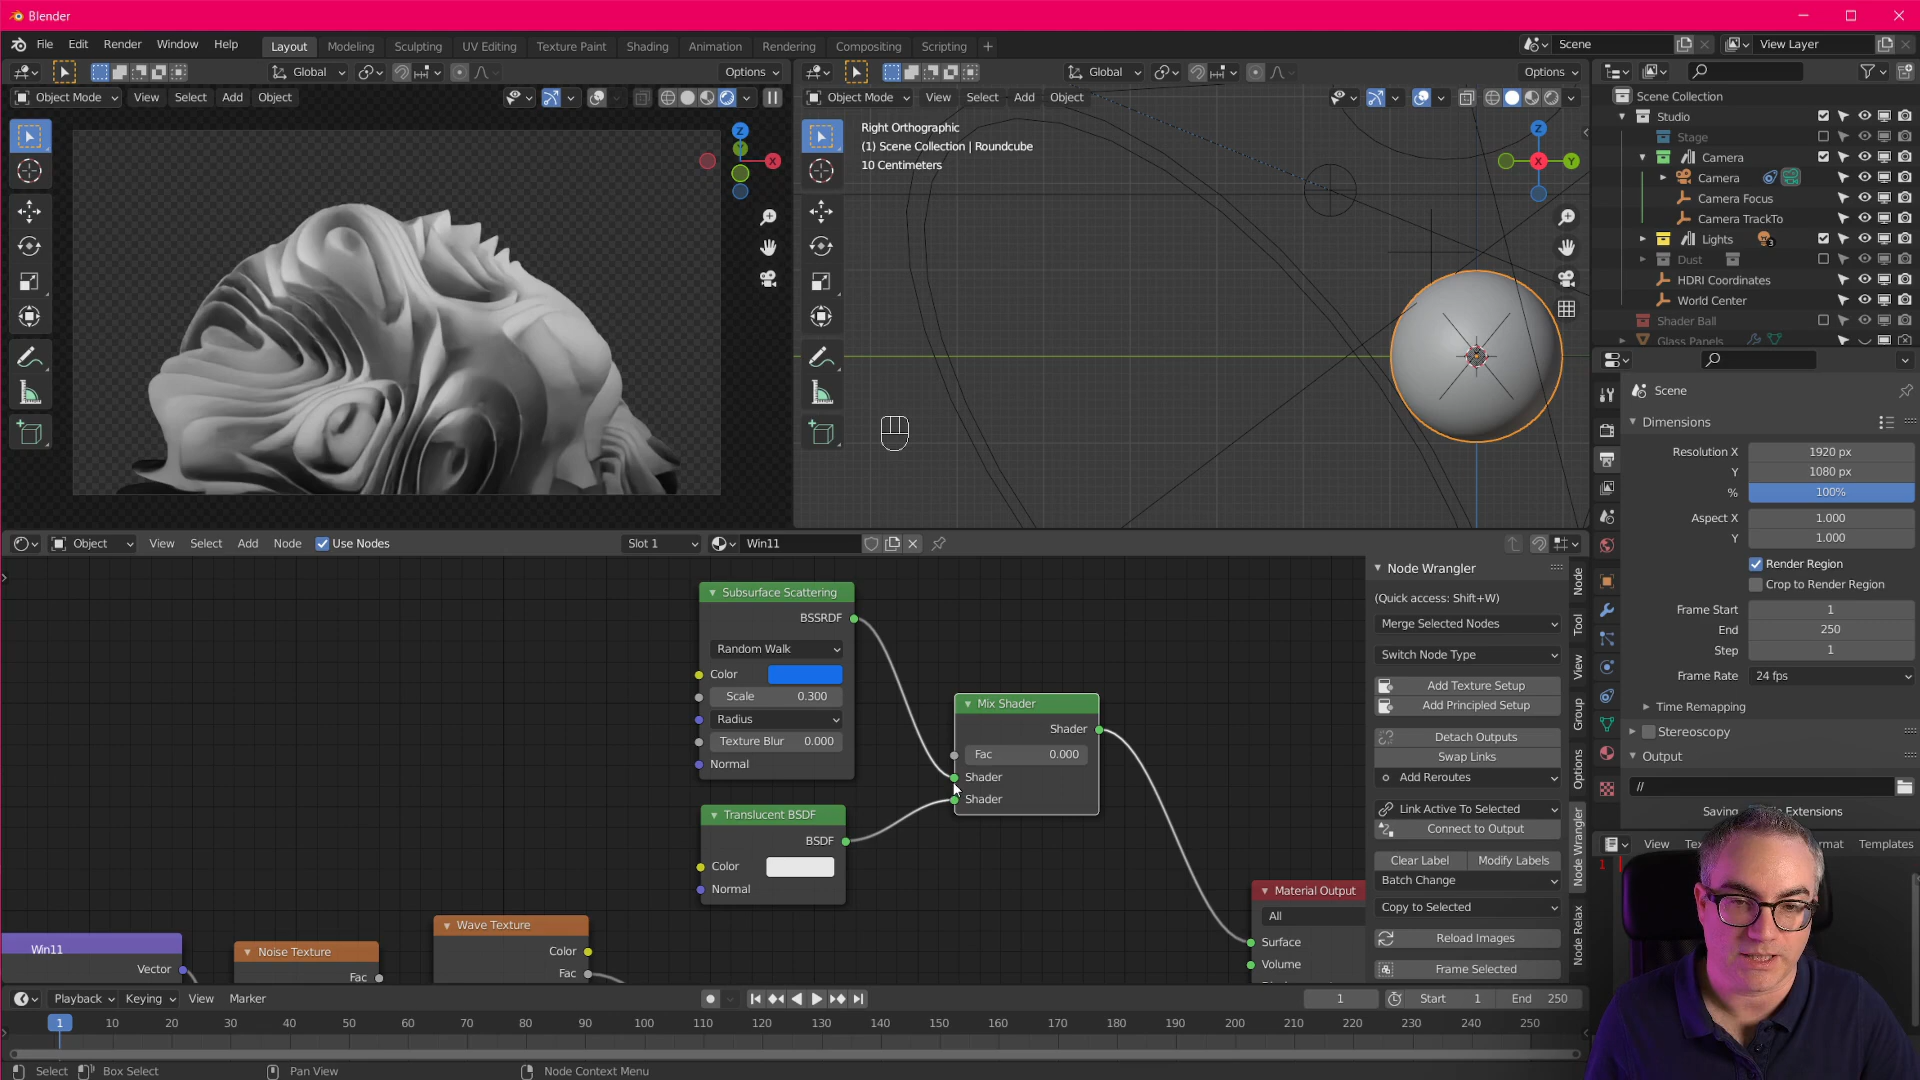 Blender
File Edit Render Window Help Layout Modeling Sculpting UV Editing Texture Paint Shading Animation Rendering Compositing Scripting + Scene View Layer
Global Options Global Options
Object Mode View Select Add Object Object Mode View Select Add Object
Right Orthographic
(1) Scene Collection | Roundcube
10 Centimeters
Z
X
Z
X
Y
Scene Collection
Studio
Stage
Camera
Camera
Camera Focus
Camera TrackTo
Lights 3
Dust
HDRI Coordinates
World Center
Shader Ball
Glass Panels
Scene
Dimensions
Resolution X 1920 px
Y 1080 px
% 100%
Aspect X 1.000
Y 1.000
Render Region
Crop to Render Region
Frame Start 1
End 250
Step 1
Frame Rate 24 fps
Time Remapping
Stereoscopy
Output
//
Saving File Extensions
View Templates
1
Object View Select Add Node Use Nodes Slot 1 Win11
Subsurface Scattering
BSSRDF
Random Walk
Color
Scale 0.300
Radius
Texture Blur 0.000
Normal
Translucent BSDF
BSDF
Color
Normal
Mix Shader
Shader
Fac 0.000
Shader
Shader
Material Output
All
Surface
Volume
Win11
Vector
Noise Texture
Fac
Wave Texture
Color
Fac
Node Wrangler
(Quick access: Shift+W)
Merge Selected Nodes
Switch Node Type
Add Texture Setup
Add Principled Setup
Detach Outputs
Swap Links
Add Reroutes
Link Active To Selected
Connect to Output
Clear Label Modify Labels
Batch Change
Copy to Selected
Reload Images
Frame Selected
Node
Tool
View
Group
Options
Node Wrangler
Node Relax
Playback Keying View Marker 1 Start 1 End 250
1 10 20 30 40 50 60 70 80 90 100 110 120 130 140 150 160 170 180 190 200 210 220 230 240 250
Select Box Select Pan View Node Context Menu